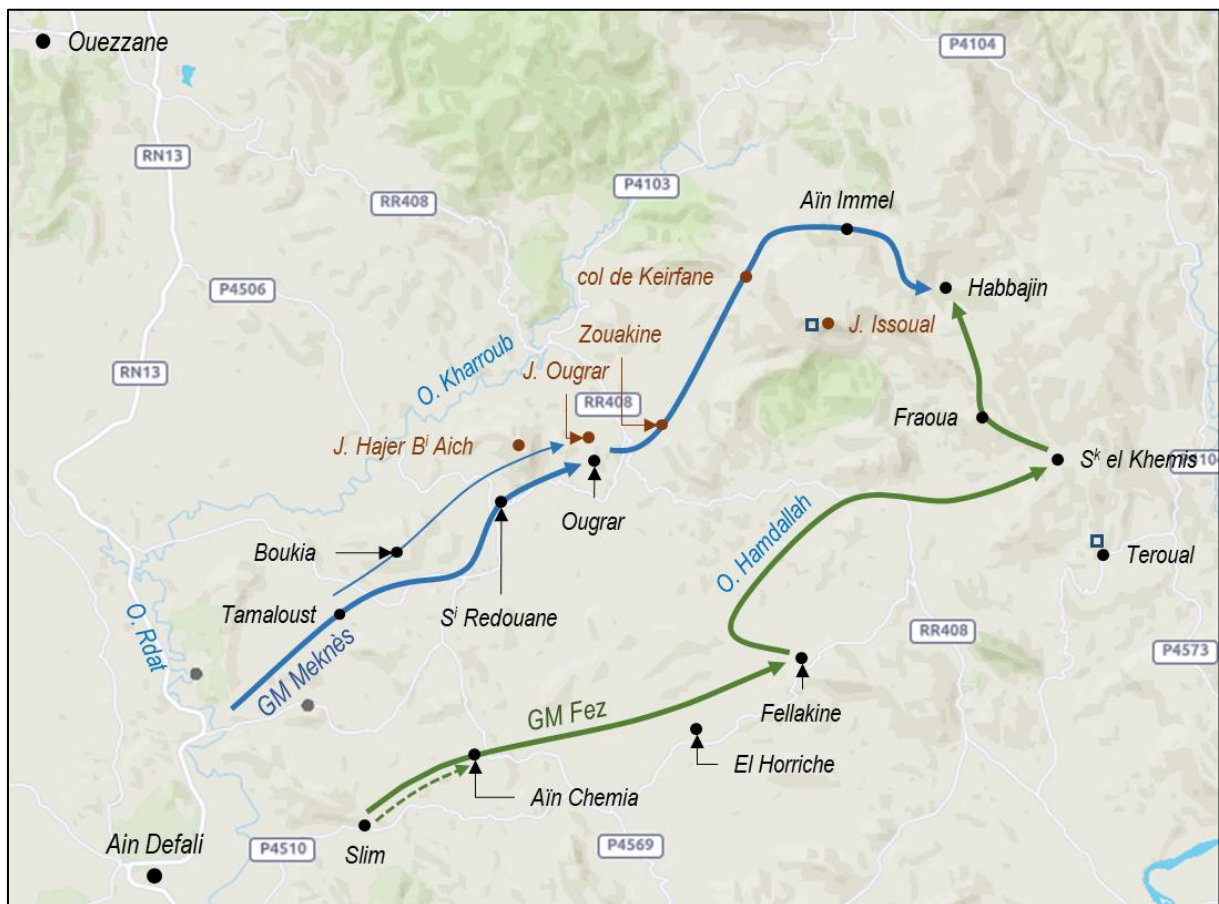 Ouezzane
P4104
RN13
P4103
RR408
Aïn Immel
col de Keirfane
P4506
Habbajin
J. Issoual
Zouakine
O. Kharroub
J. Ougrar
RN13
RR408
Fraoua
J. Hajer Bⁱ Aich
Sᵏ el Khemis
Ougrar
O. Hamdallah
Boukia
Teroual
Tamaloust
Sⁱ Redouane
O. Rdat
RR408
P4573
GM Meknès
GM Fez
Fellakine
El Horriche
Aïn Chemia
Ain Defali
P4510
Slim
P4569